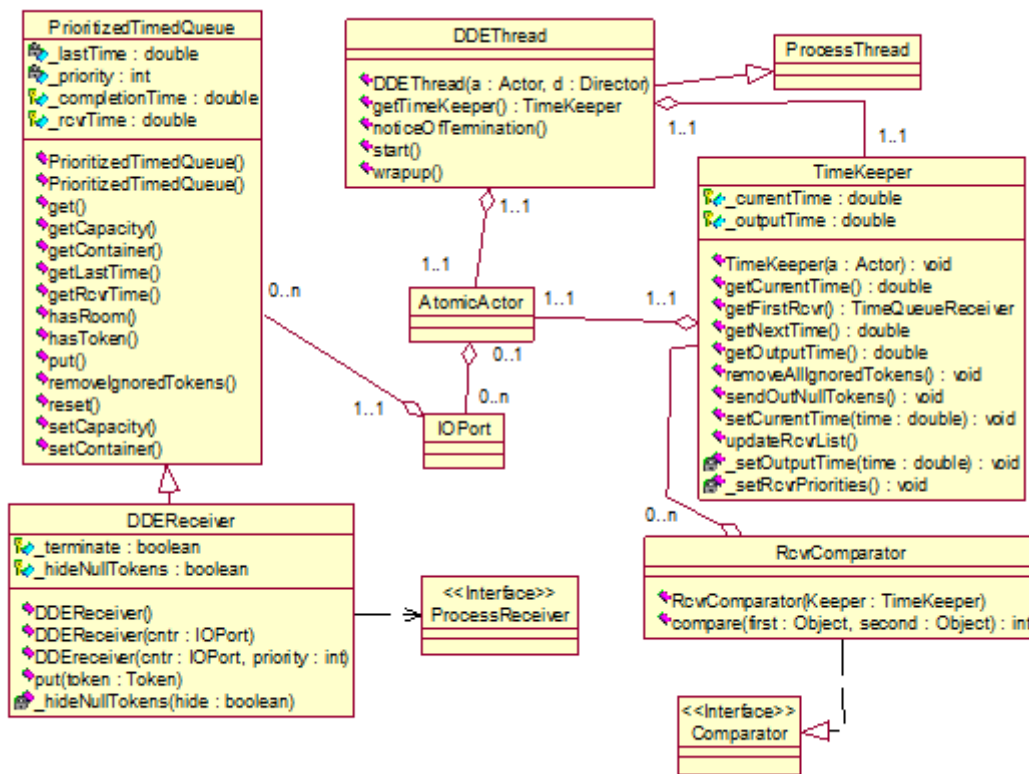 PrioritizedTimedQueue
_lastTime : double
_priority : int
_completionTime : double
_rcvrTime : double
PrioritizedTimedQueue()
PrioritizedTimedQueue()
get()
getCapacity()
getContainer()
getLastTime()
getRcvrTime()
hasRoom()
hasToken()
put()
removeIgnoredTokens()
reset()
setCapacity()
setContainer()
DDEThread
DDEThread(a : Actor, d : Director)
getTimeKeeper() : TimeKeeper
noticeOfTermination()
start()
wrapup()
ProcessThread
1..1
1..1
TimeKeeper
_currentTime : double
_outputTime : double
TimeKeeper(a : Actor) : void
getCurrentTime() : double
getFirstRcvr() : TimeQueueReceiver
getNextTime() : double
getOutputTime() : double
removeAllIgnoredTokens() : void
sendOutNullTokens() : void
setCurrentTime(time : double) : void
updateRcvrList()
_setOutputTime(time : double) : void
_setRcvrPriorities() : void
1..1
1..1
0..n
AtomicActor
1..1
1..1
0..1
0..n
1..1
IOPort
DDEReceiver
_terminate : boolean
_hideNullTokens : boolean
DDEReceiver()
DDEReceiver(cntr : IOPort)
DDEreceiver(cntr : IOPort, priority : int)
put(token : Token)
_hideNullTokens(hide : boolean)
<<Interface>>
ProcessReceiver
0..n
RcvrComparator
RcvrComparator(Keeper : TimeKeeper)
compare(first : Object, second : Object) : int
<<Interface>>
Comparator